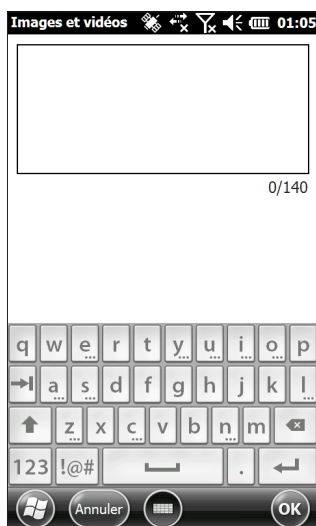 Images et vidéos 01:05
0/140
q w e r t y u i o p
a s d f g h j k l
z x c v b n m
123 !@# .
Annuler OK